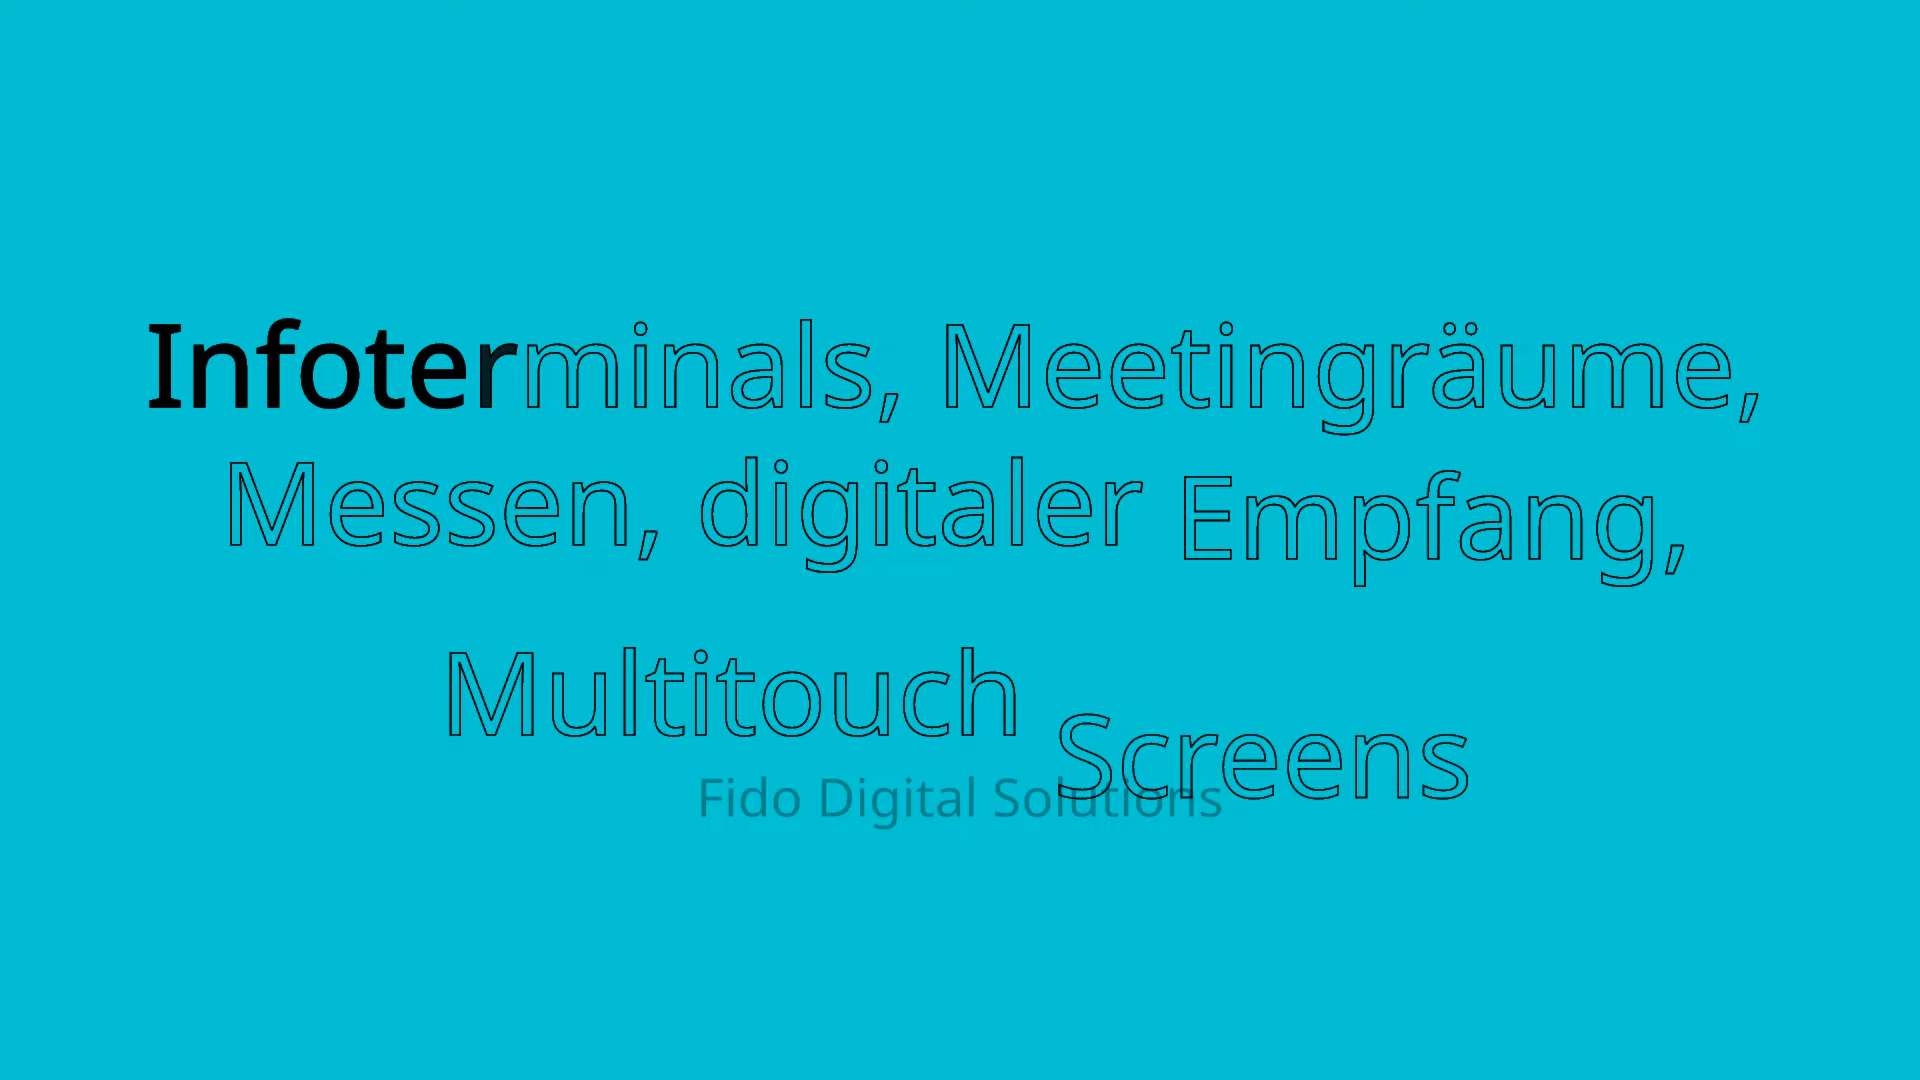 Infoterminals, Meetingräume,
Messen, digitaler Empfang,
Multitouch Screens
Fido Digital Solutions